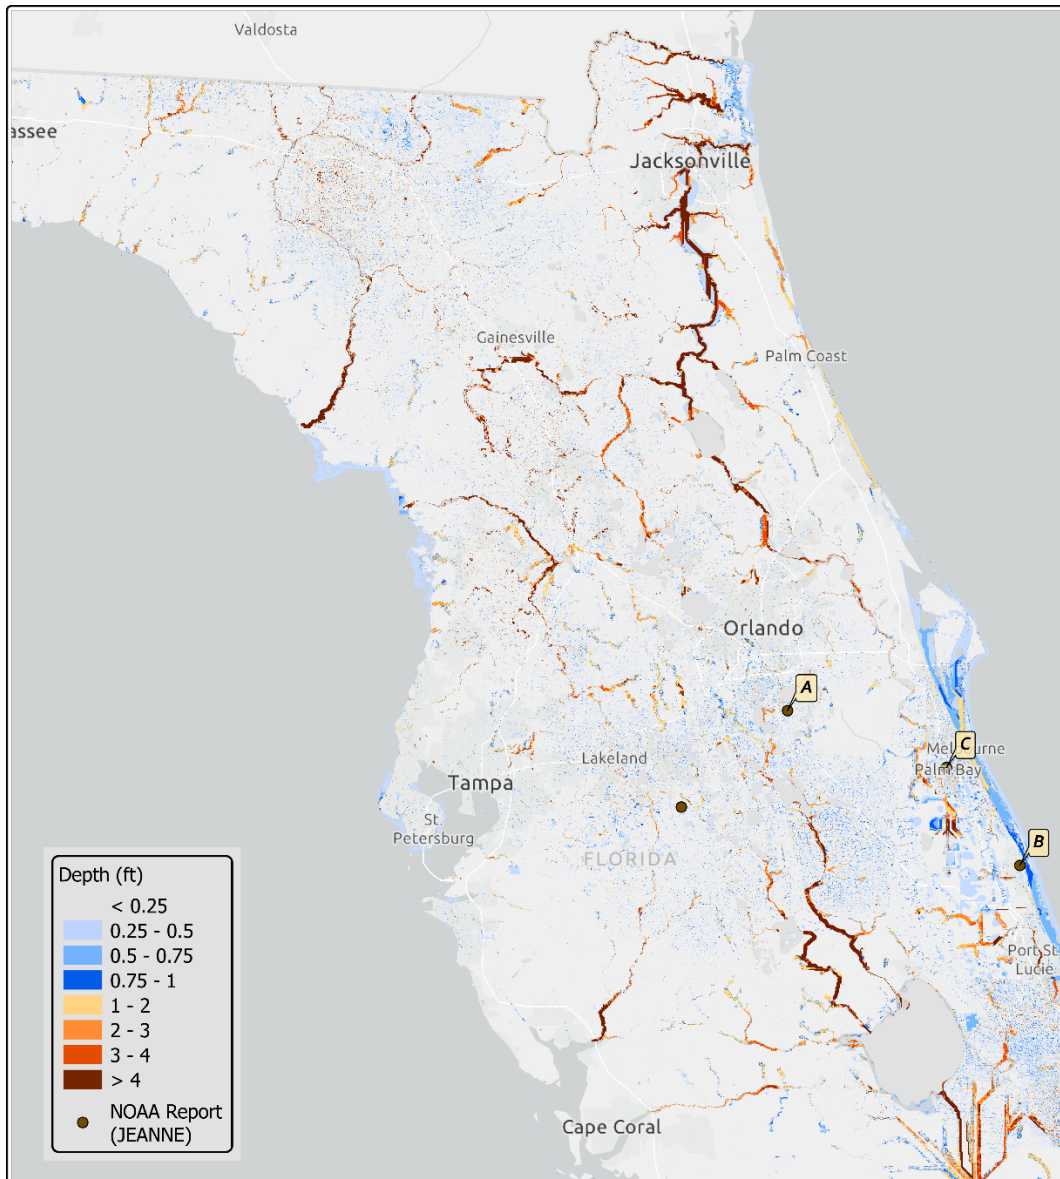 Valdosta
assee
Jacksonville
Gainesville
Palm Coast
Orlando
A
C
Melbourne
Lakeland
Palm Bay
Tampa
St.
Petersburg
B
FLORIDA
Port St.
Lucie
Cape Coral
Depth (ft)
< 0.25
0.25 - 0.5
0.5 - 0.75
0.75 - 1
1 - 2
2 - 3
3 - 4
> 4
NOAA Report
(JEANNE)